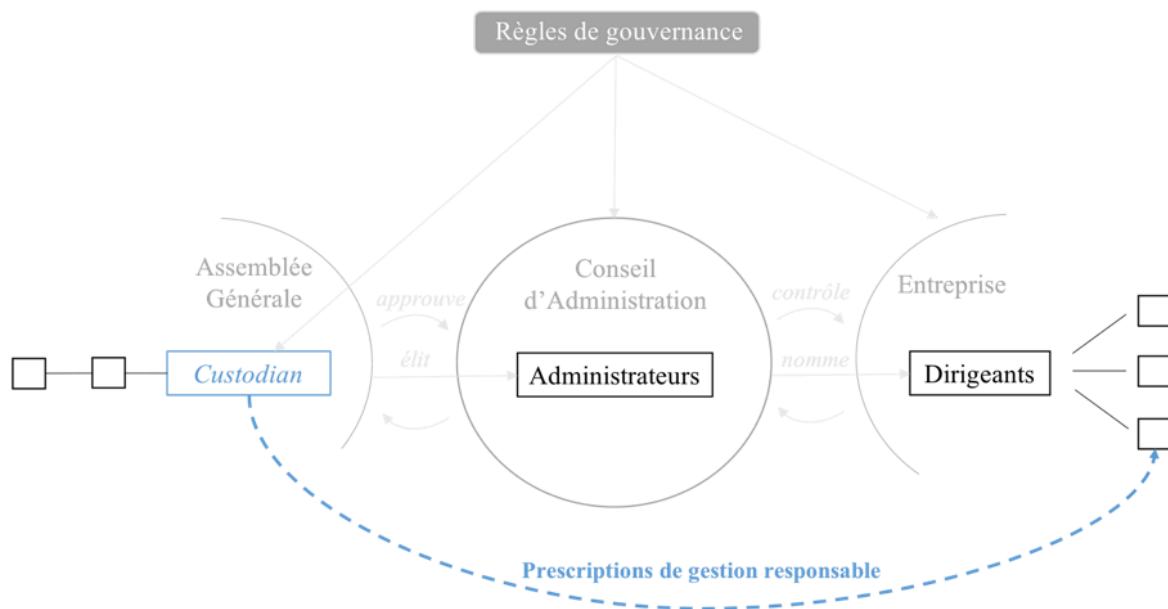 Règles de gouvernance
Assemblée
Générale
approuve
Conseil
d’Administration
contrôle
Entreprise
Custodian
élit
Administrateurs
nomme
Dirigeants
Prescriptions de gestion responsable